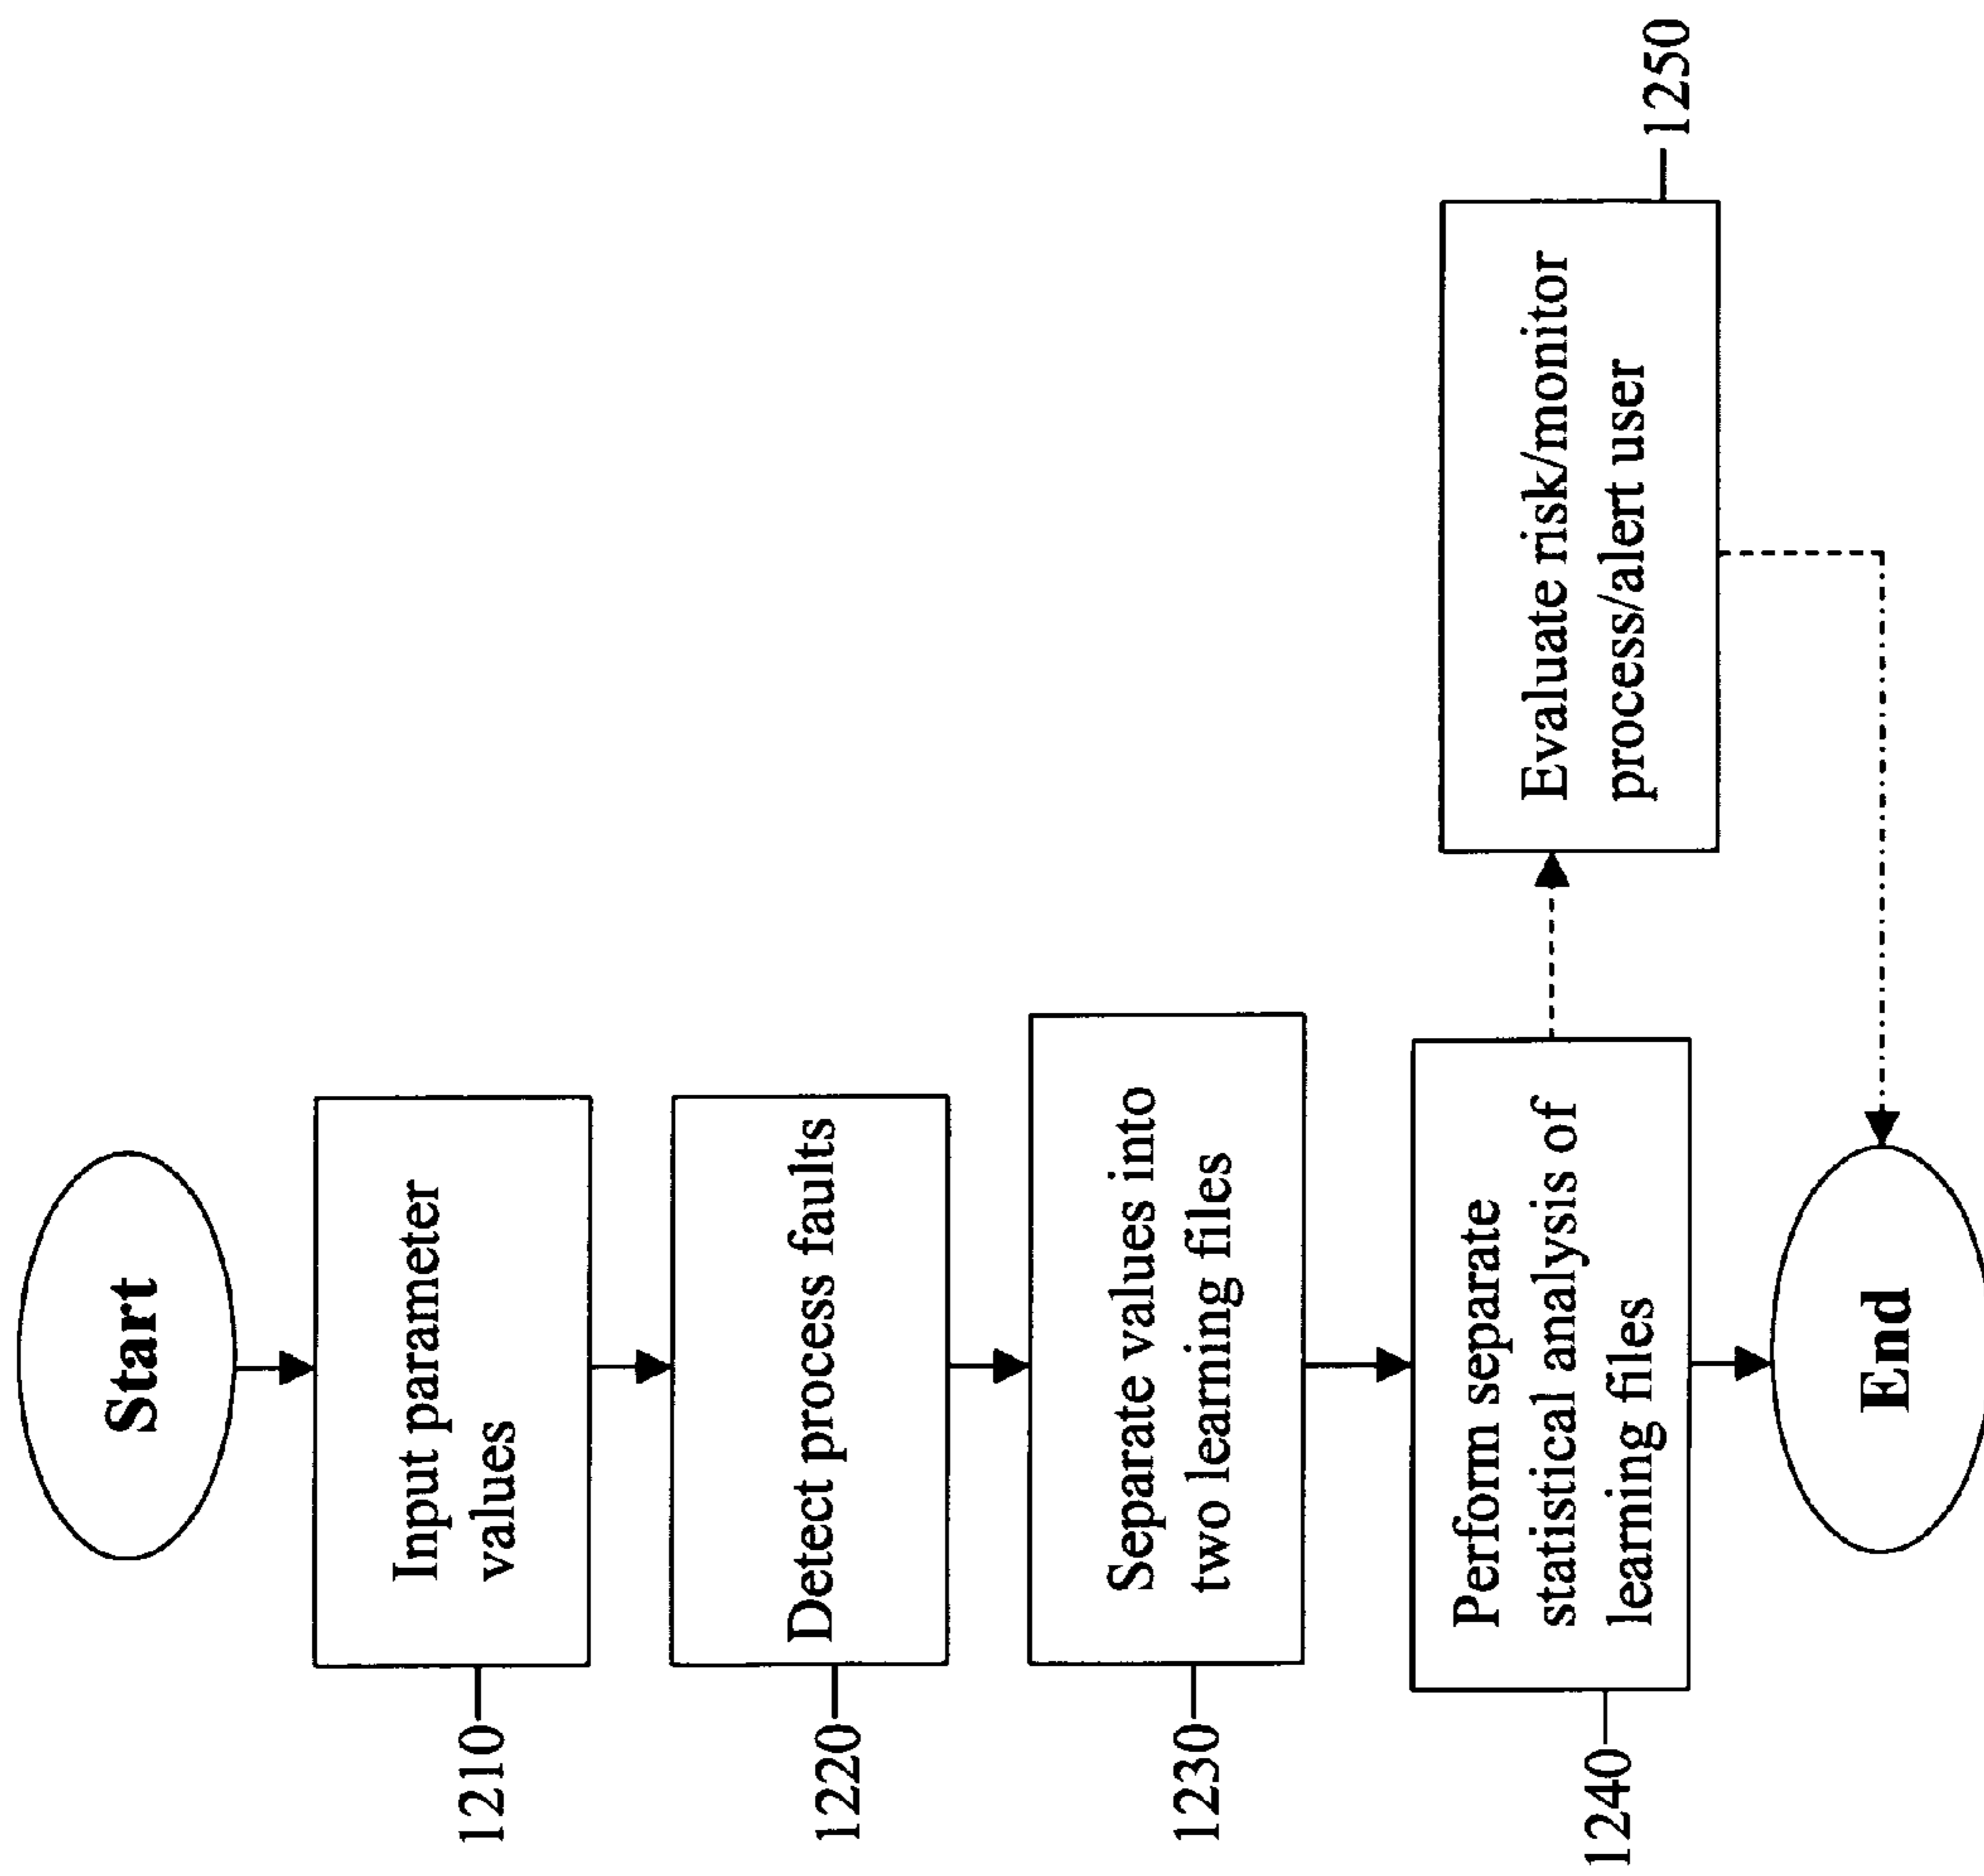 Start
Input parameter
values
1210
Detect process faults
1220
Separate values into
two learning files
1230
Perform separate
statistical analysis of
learning files
1240
Evaluate risk/monitor
process/alert user
1250
End